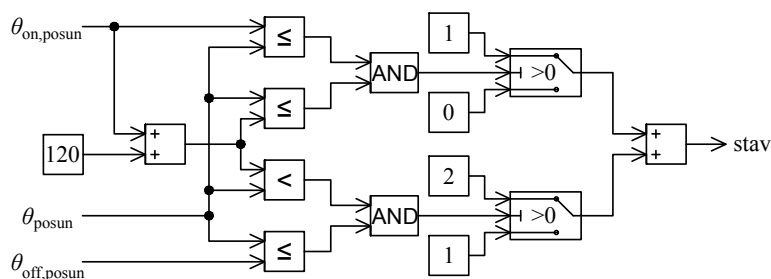 θon,posun
≤
1
AND
>0
≤
0
+
+
120
+
+
stav
<
2
θposun
AND
>0
≤
1
θoff,posun